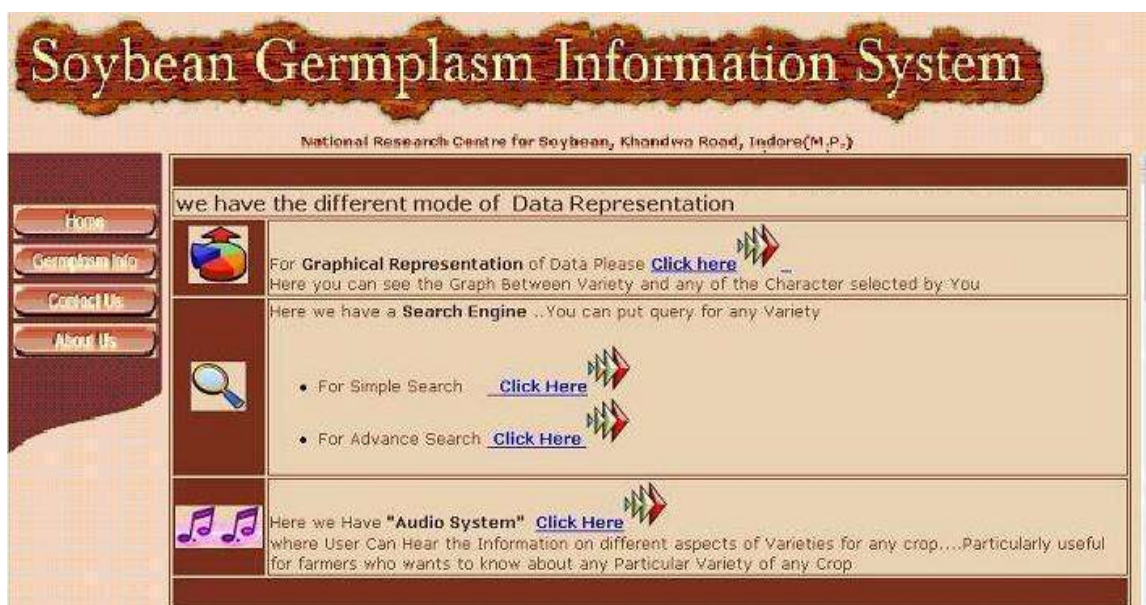 Soybean Germplasm Information System
National Research Centre for Soybean, Khandwa Road, Indore(M.P.)
Home
Germplasm Info
Contact Us
About Us
we have the different mode of Data Representation
For Graphical Representation of Data Please Click here
Here you can see the Graph Between Variety and any of the Character selected by You
Here we have a Search Engine ..You can put query for any Variety
• For Simple Search Click Here
• For Advance Search Click Here
Here we Have "Audio System" Click Here
where User Can Hear the Information on different aspects of Varieties for any crop....Particularly useful
for farmers who wants to know about any Particular Variety of any Crop